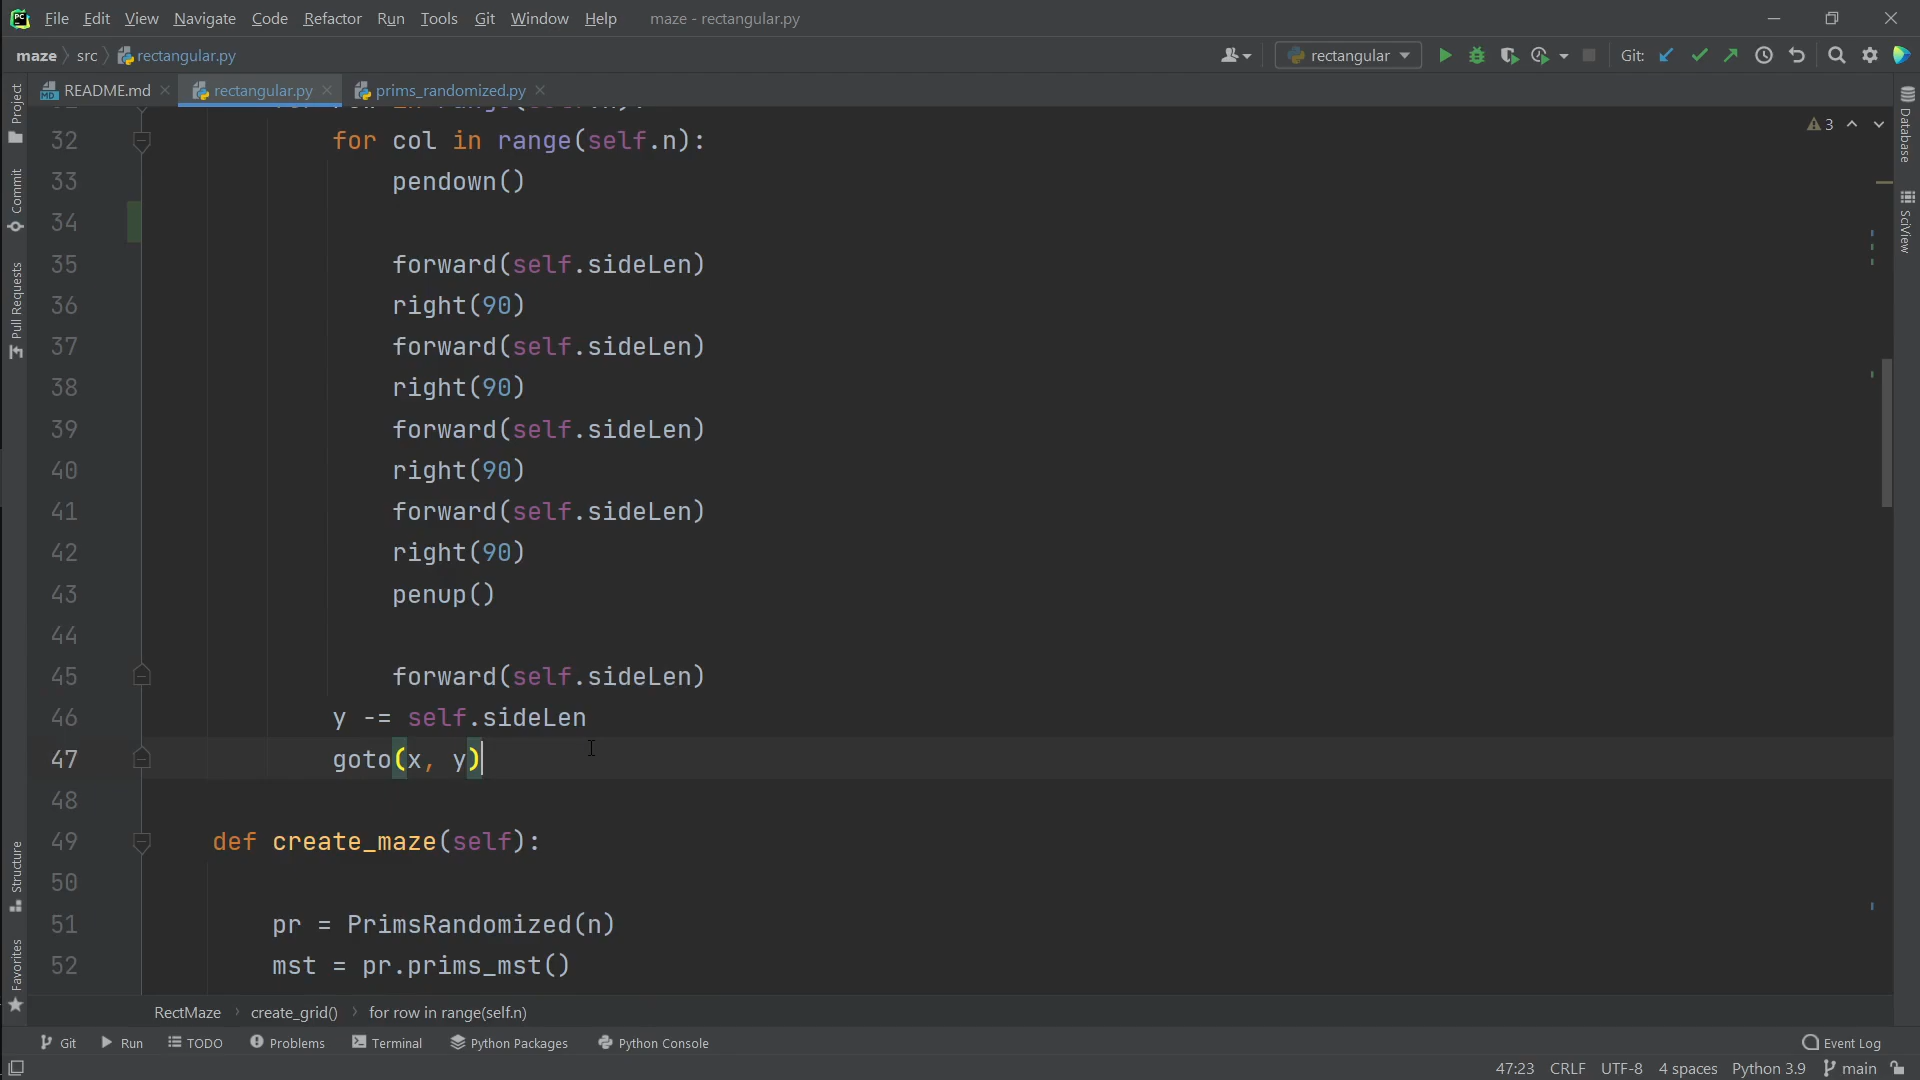 File Edit View Navigate Code Refactor Run Tools Git Window Help maze - rectangular.py
maze src rectangular.py rectangular Git:
README.md rectangular.py prims_randomized.py
32 for col in range(self.n):
33 pendown()
34
35 forward(self.sideLen)
36 right(90)
37 forward(self.sideLen)
38 right(90)
39 forward(self.sideLen)
40 right(90)
41 forward(self.sideLen)
42 right(90)
43 penup()
44
45 forward(self.sideLen)
46 y -= self.sideLen
47 goto(x, y)
48
49 def create_maze(self):
50
51 pr = PrimsRandomized(n)
52 mst = pr.prims_mst()
3
Project
Commit
Pull Requests
Structure
Favorites
Database
SciView
RectMaze create_grid() for row in range(self.n)
Git Run TODO Problems Terminal Python Packages Python Console Event Log
47:23 CRLF UTF-8 4 spaces Python 3.9 main